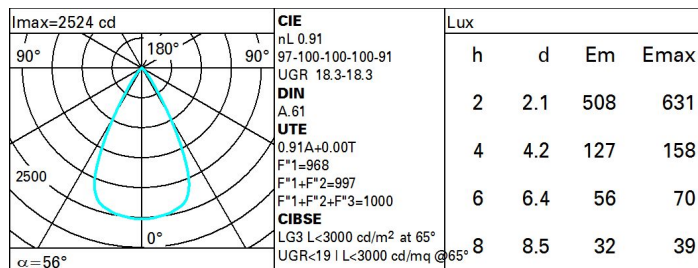 Imax=2524 cd
90°
180°
90°
2500
0°
α=56°
CIE
nL 0.91
97-100-100-100-91
UGR 18.3-18.3
DIN
A.61
UTE
0.91A+0.00T
F"1=968
F"1+F"2=997
F"1+F"2+F"3=1000
CIBSE
LG3 L<3000 cd/m² at 65°
UGR<19 | L<3000 cd/mq @65°
Lux
h d Em Emax
2 2.1 508 631
4 4.2 127 158
6 6.4 56 70
8 8.5 32 39